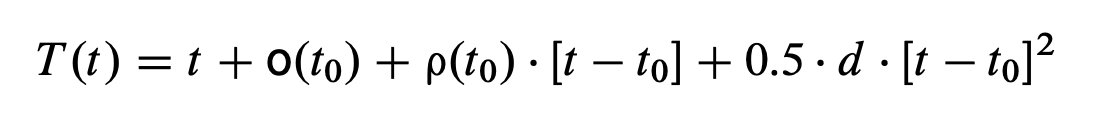 T(t) = t + o(t₀) + ρ(t₀) · [t − t₀] + 0.5 · d · [t − t₀]²